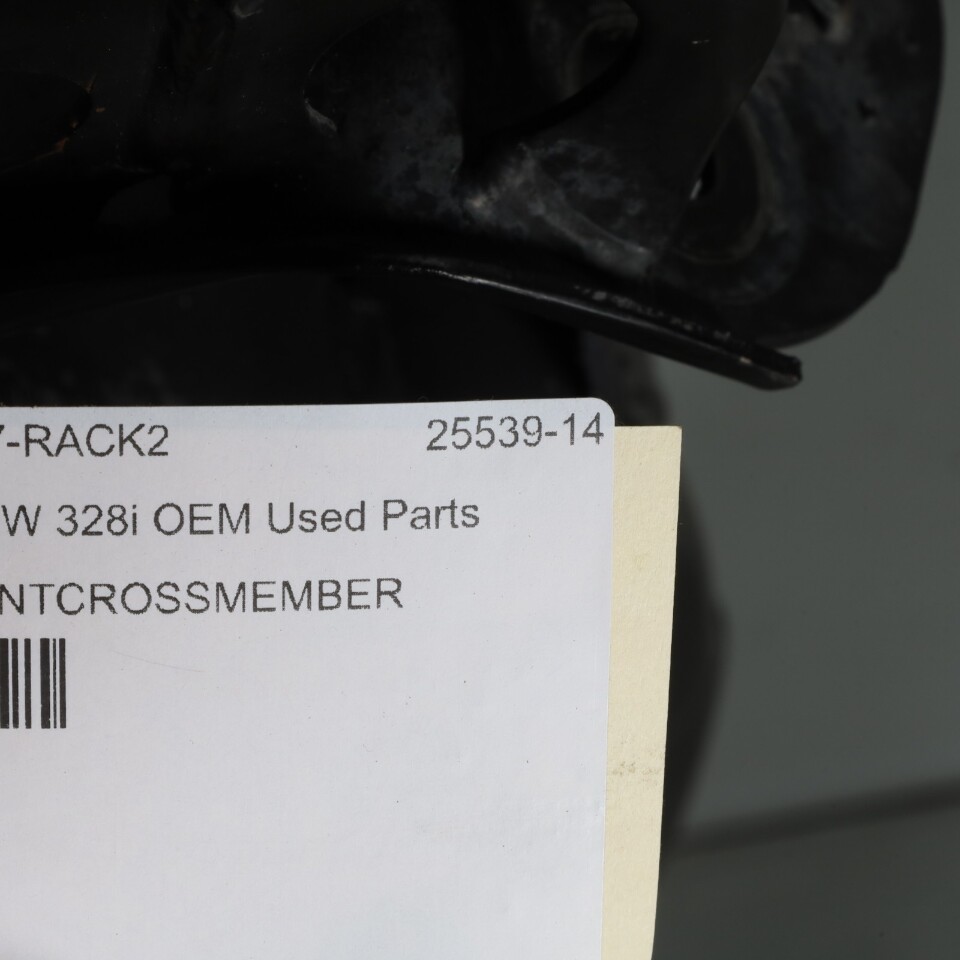 7-RACK2 25539-14
W 328i OEM Used Parts
NTCROSSMEMBER